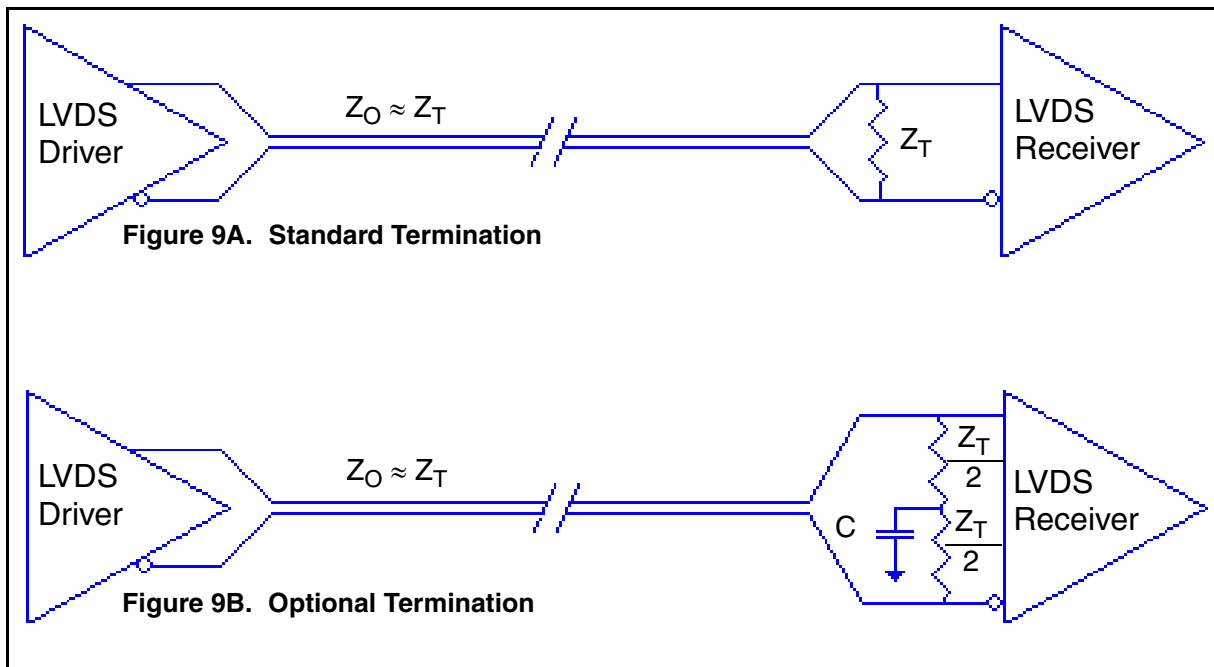 LVDS
Driver
Z_O ≈ Z_T
Z_T
LVDS
Receiver
Figure 9A. Standard Termination
LVDS
Driver
Z_O ≈ Z_T
C
Z_T
2
Z_T
2
LVDS
Receiver
Figure 9B. Optional Termination